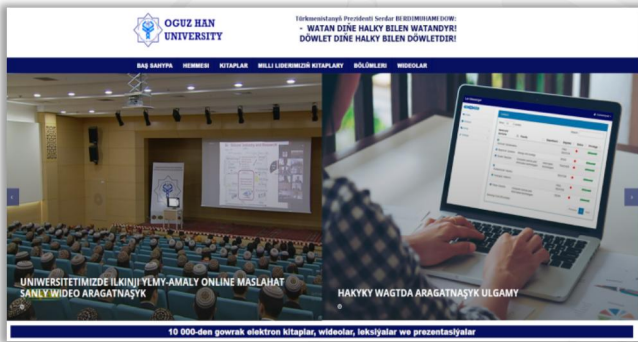 OGUZ HAN
UNIVERSITY
Türkmenistanyň Prezidenti Serdar BERDIMUHAMEDOW:
- WATAN DIŇE HALKY BILEN WATANDYR!
DÖWLET DIŇE HALKY BILEN DÖWLETDIR!
BAŞ SAHYPA HEMMESI KITAPLAR MILLI LIDERIMIZIŇ KITAPLARY BÖLÜMLERI WIDEOLAR
UNIWERSITETIMIZDE ILKINJI YLMY-AMALY ONLINE MASLAHAT
SANLY WIDEO ARAGATNAŞYK
HAKYKY WAGTDA ARAGATNAŞYK ULGAMY
10 000-den gowrak elektron kitaplar, wideolar, leksiýalar we prezentasiýalar